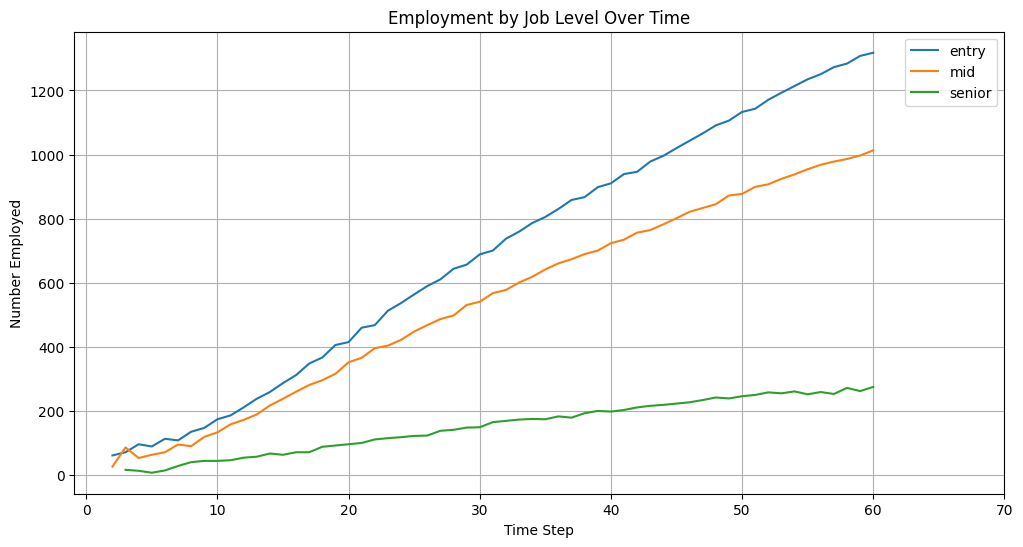 Employment by Job Level Over Time
entry
mid
senior
Number Employed
1200
1000
800
600
400
200
0
0 10 20 30 40 50 60 70
Time Step